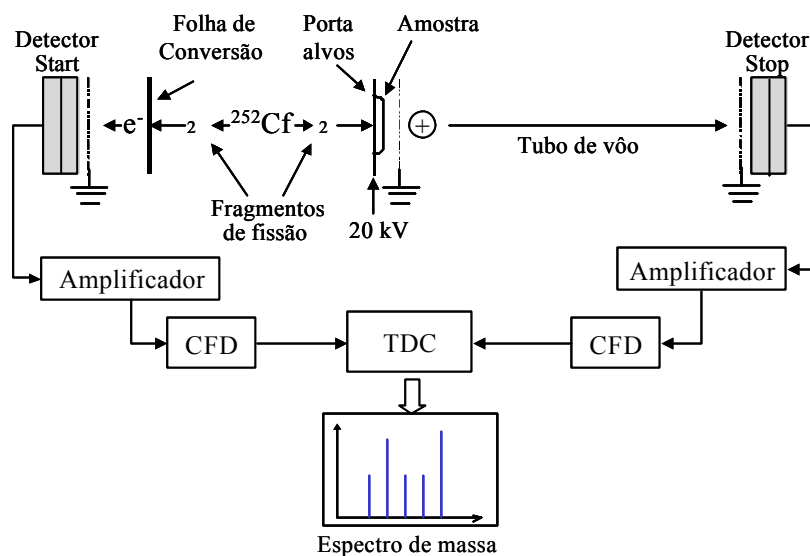 Detector
Start
Folha de
Conversão
Porta
alvos
Amostra
Detector
Stop
e-
2
²⁵²Cf
2
+
Tubo de vôo
Fragmentos
de fissão
20 kV
Amplificador
Amplificador
CFD
TDC
CFD
Espectro de massa